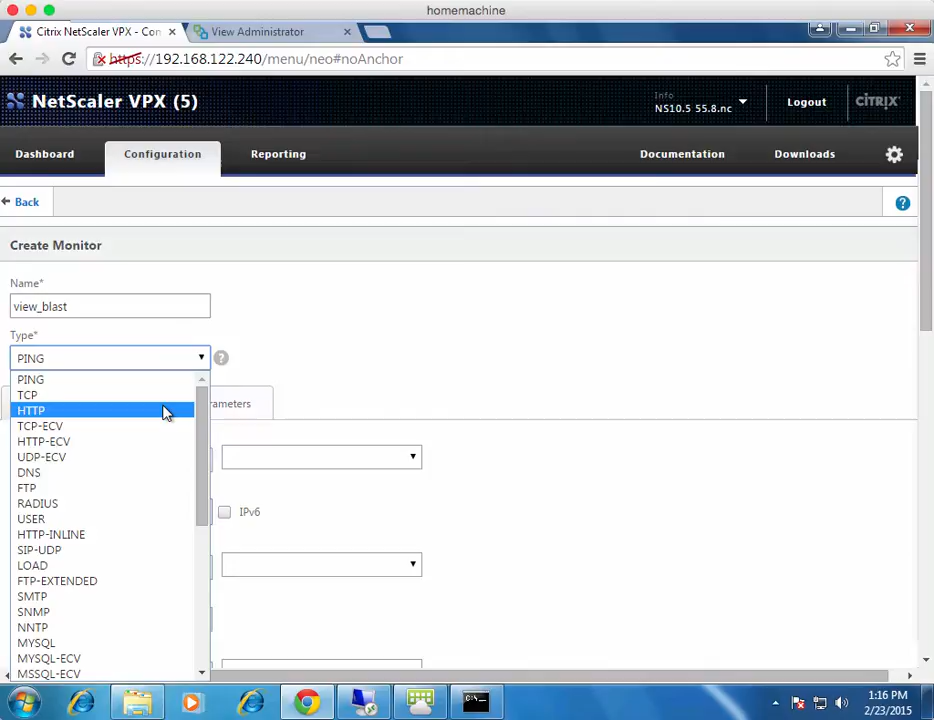 homemachine
Citrix NetScaler VPX - Con
View Administrator
https://192.168.122.240/menu/neo#noAnchor
NetScaler VPX (5)
Info
NS10.5 55.8.nc
Logout
CITRIX
Dashboard
Configuration
Reporting
Documentation
Downloads
Back
?
Create Monitor
Name*
view_blast
Type*
PING
?
PING
TCP
HTTP
rameters
TCP-ECV
HTTP-ECV
UDP-ECV
DNS
FTP
RADIUS
IPv6
USER
HTTP-INLINE
SIP-UDP
LOAD
FTP-EXTENDED
SMTP
SNMP
NNTP
MYSQL
MYSQL-ECV
MSSQL-ECV
C:\_
1:16 PM
2/23/2015